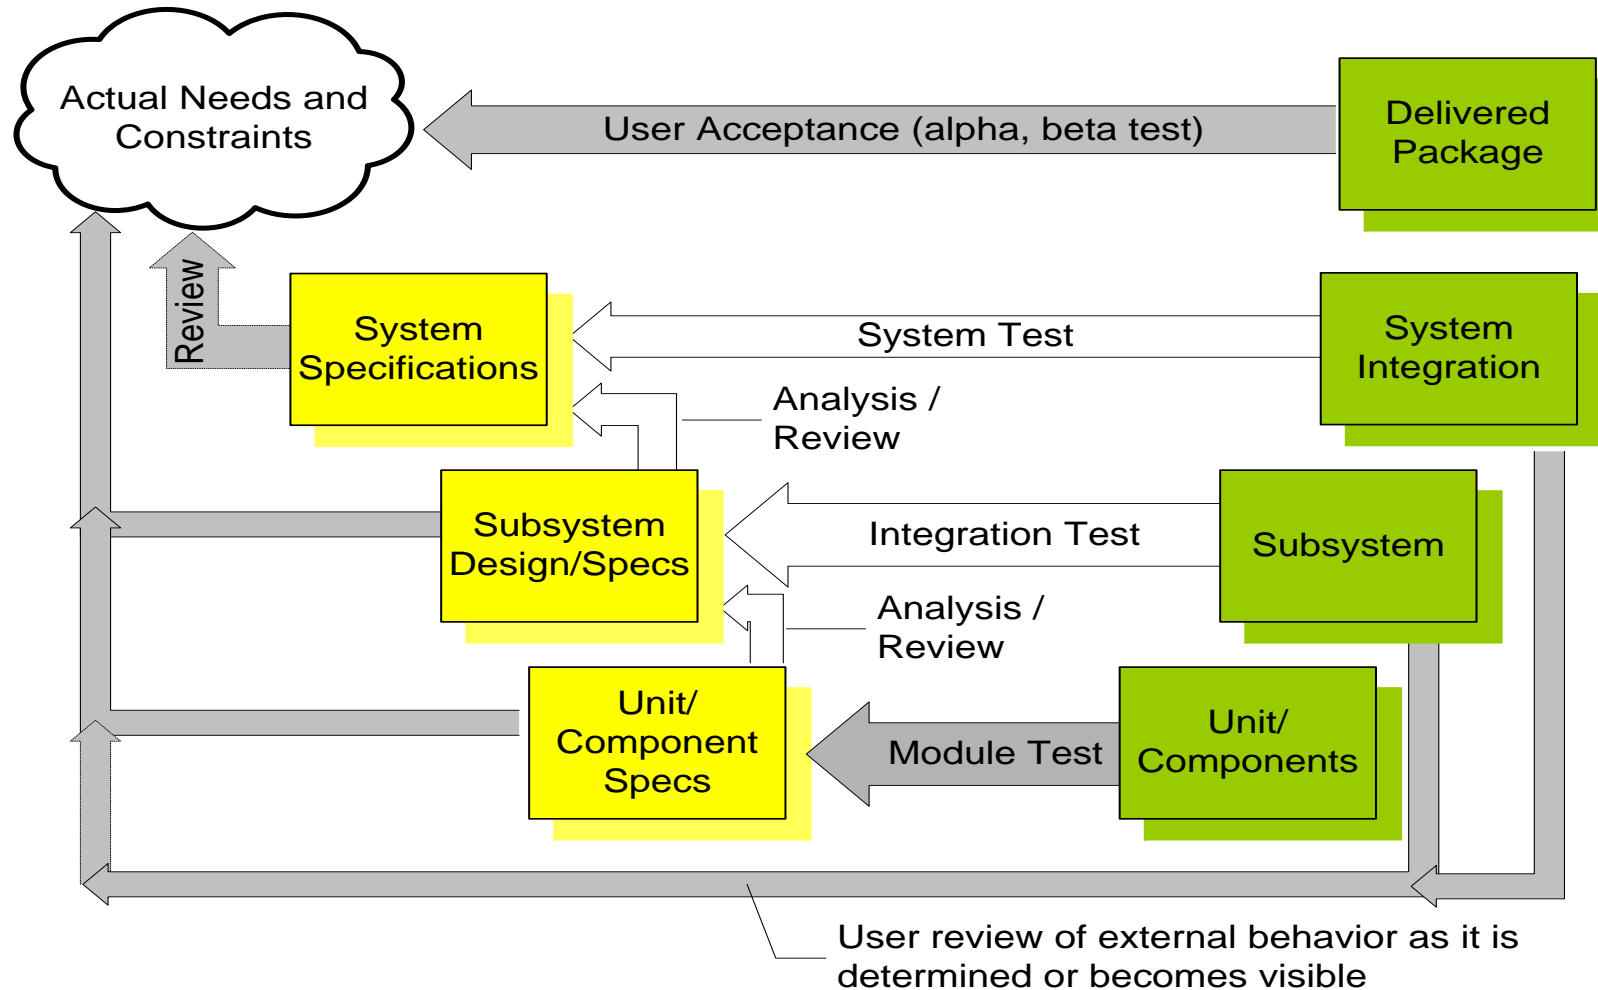 Actual Needs and
Constraints
User Acceptance (alpha, beta test)
Delivered
Package
Review
System
Specifications
System Test
System
Integration
Analysis /
Review
Subsystem
Design/Specs
Integration Test
Subsystem
Analysis /
Review
Unit/
Component
Specs
Module Test
Unit/
Components
User review of external behavior as it is
determined or becomes visible